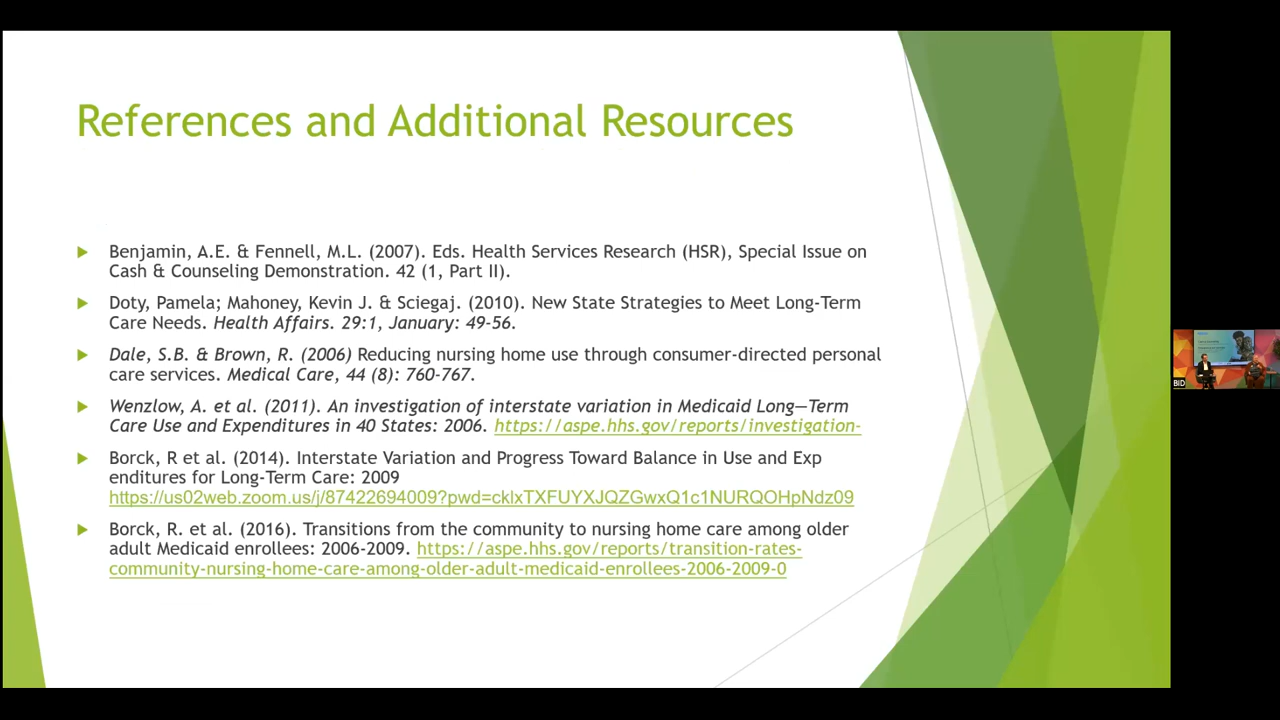 References and Additional Resources
Benjamin, A.E. & Fennell, M.L. (2007). Eds. Health Services Research (HSR), Special Issue on
Cash & Counseling Demonstration. 42 (1, Part II).
Doty, Pamela; Mahoney, Kevin J. & Sciegaj. (2010). New State Strategies to Meet Long-Term
Care Needs. Health Affairs. 29:1, January: 49-56.
Dale, S.B. & Brown, R. (2006) Reducing nursing home use through consumer-directed personal
care services. Medical Care, 44 (8): 760-767.
Wenzlow, A. et al. (2011). An investigation of interstate variation in Medicaid Long—Term
Care Use and Expenditures in 40 States: 2006. https://aspe.hhs.gov/reports/investigation-
Borck, R et al. (2014). Interstate Variation and Progress Toward Balance in Use and Exp
enditures for Long-Term Care: 2009
https://us02web.zoom.us/j/87422694009?pwd=cklxTXFUYXJQZGwxQ1c1NURQOHpNdz09
Borck, R. et al. (2016). Transitions from the community to nursing home care among older
adult Medicaid enrollees: 2006-2009. https://aspe.hhs.gov/reports/transition-rates-
community-nursing-home-care-among-older-adult-medicaid-enrollees-2006-2009-0
BID